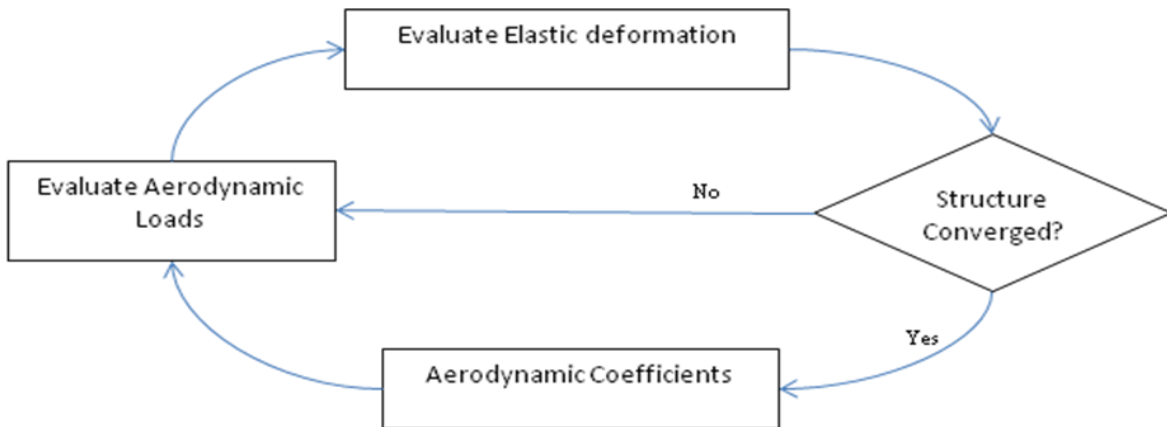 Evaluate Elastic deformation
Evaluate Aerodynamic
Loads
No
Structure
Converged?
Yes
Aerodynamic Coefficients